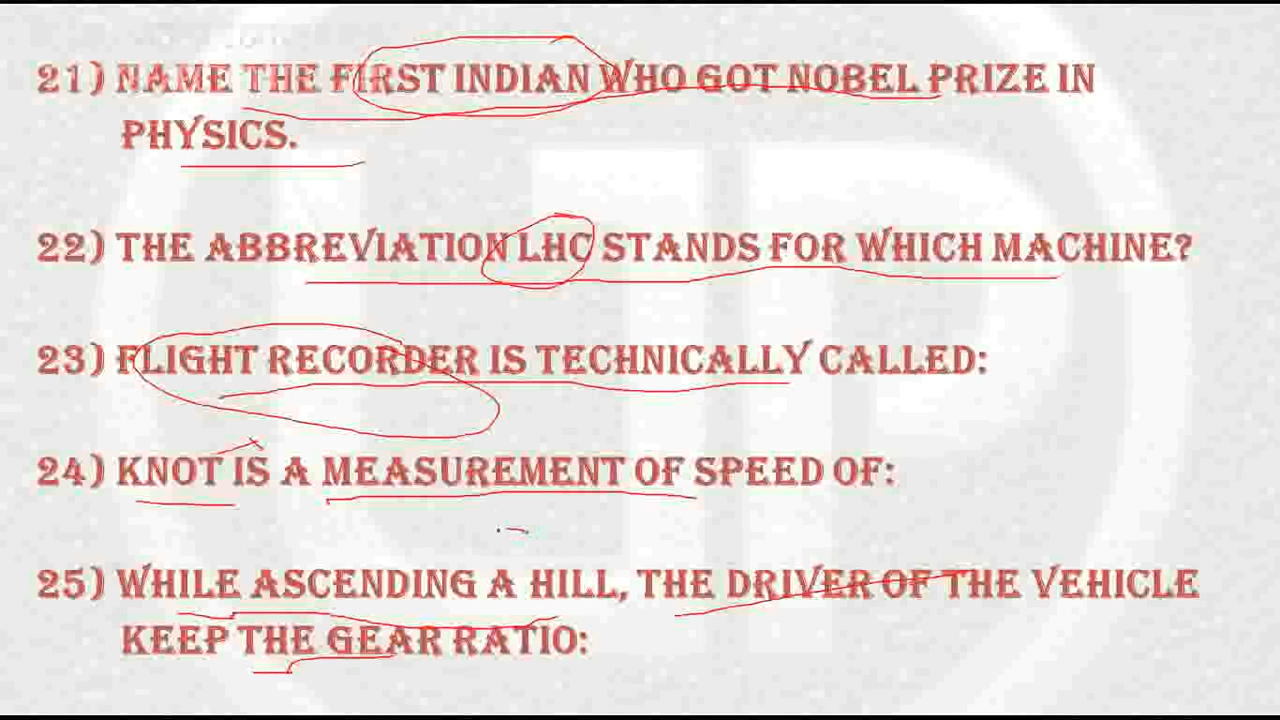 21) NAME THE FIRST INDIAN WHO GOT NOBEL PRIZE IN
PHYSICS.
22) THE ABBREVIATION LHC STANDS FOR WHICH MACHINE?
23) FLIGHT RECORDER IS TECHNICALLY CALLED:
24) KNOT IS A MEASUREMENT OF SPEED OF:
25) WHILE ASCENDING A HILL, THE DRIVER OF THE VEHICLE
KEEP THE GEAR RATIO: